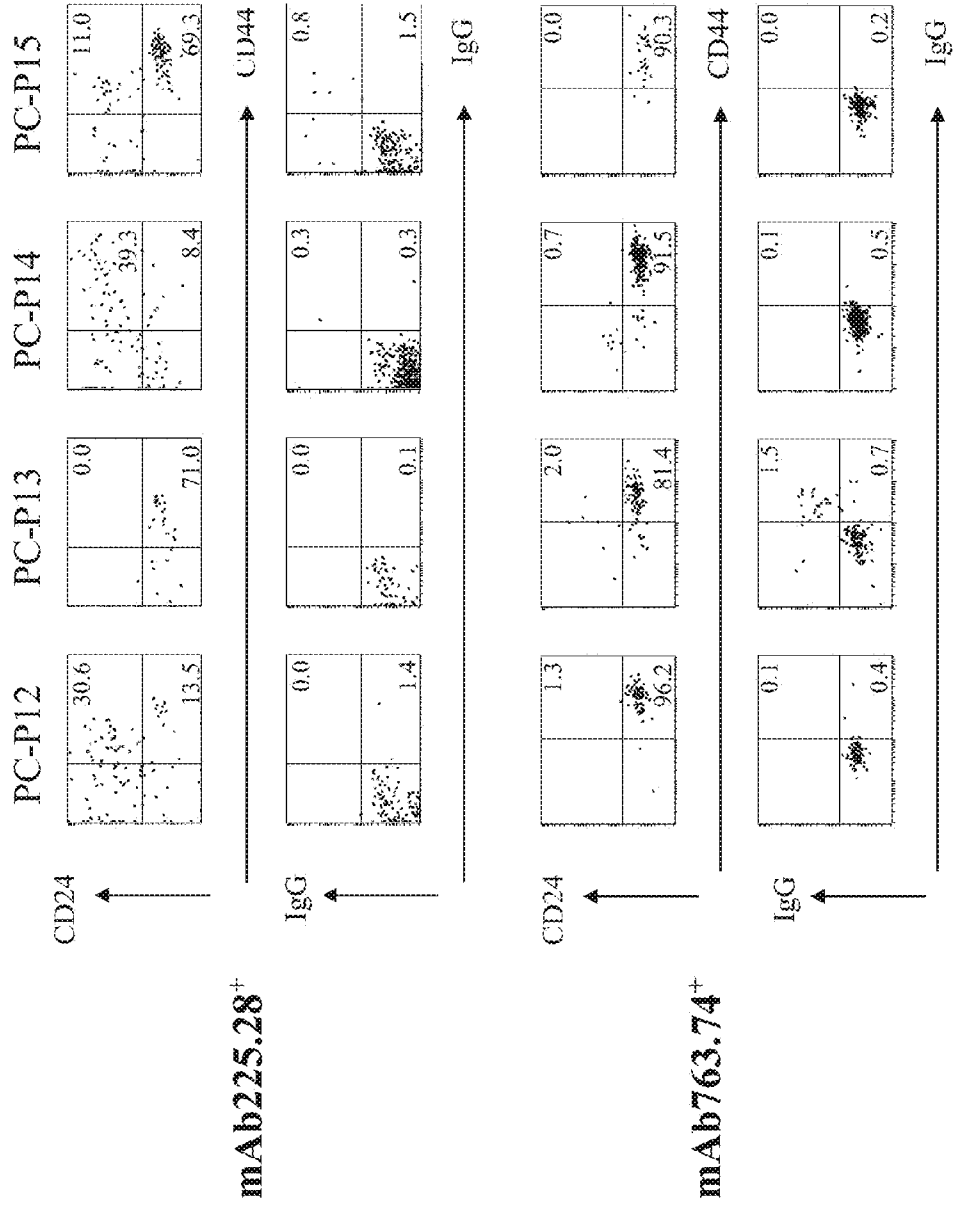 PC-P12 PC-P13 PC-P14 PC-P15
mAb225.28+
CD24
30.6 0.0 39.3 11.0
13.5 71.0 8.4 69.3
CD44
IgG
0.0 0.0 0.3 0.8
1.4 0.1 0.3 1.5
IgG
mAb763.74+
CD24
1.3 2.0 0.7 0.0
96.2 81.4 91.5 90.3
CD44
IgG
0.1 1.5 0.1 0.0
0.4 0.7 0.5 0.2
IgG